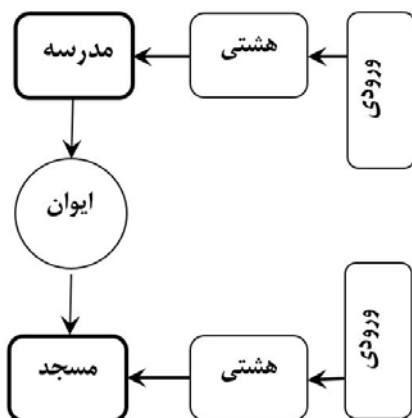 ورودی
هشتی
مدرسه
ایوان
ورودی
هشتی
مسجد